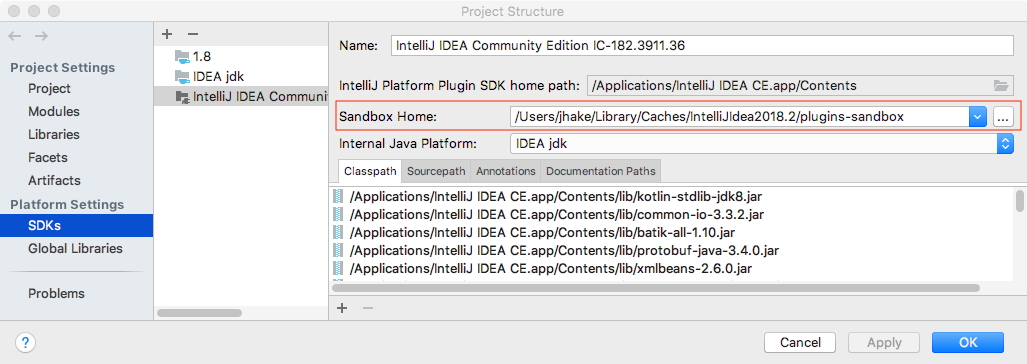 Project Structure
Project Settings
Project
Modules
Libraries
Facets
Artifacts
Platform Settings
SDKs
Global Libraries
Problems
1.8
IDEA jdk
IntelliJ IDEA Communi
Name: IntelliJ IDEA Community Edition IC-182.3911.36
IntelliJ Platform Plugin SDK home path: /Applications/IntelliJ IDEA CE.app/Contents
Sandbox Home: /Users/jhake/Library/Caches/IntelliJIdea2018.2/plugins-sandbox ...
Internal Java Platform: IDEA jdk
Classpath Sourcepath Annotations Documentation Paths
/Applications/IntelliJ IDEA CE.app/Contents/lib/kotlin-stdlib-jdk8.jar
/Applications/IntelliJ IDEA CE.app/Contents/lib/common-io-3.3.2.jar
/Applications/IntelliJ IDEA CE.app/Contents/lib/batik-all-1.10.jar
/Applications/IntelliJ IDEA CE.app/Contents/lib/protobuf-java-3.4.0.jar
/Applications/IntelliJ IDEA CE.app/Contents/lib/xmlbeans-2.6.0.jar
? Cancel Apply OK